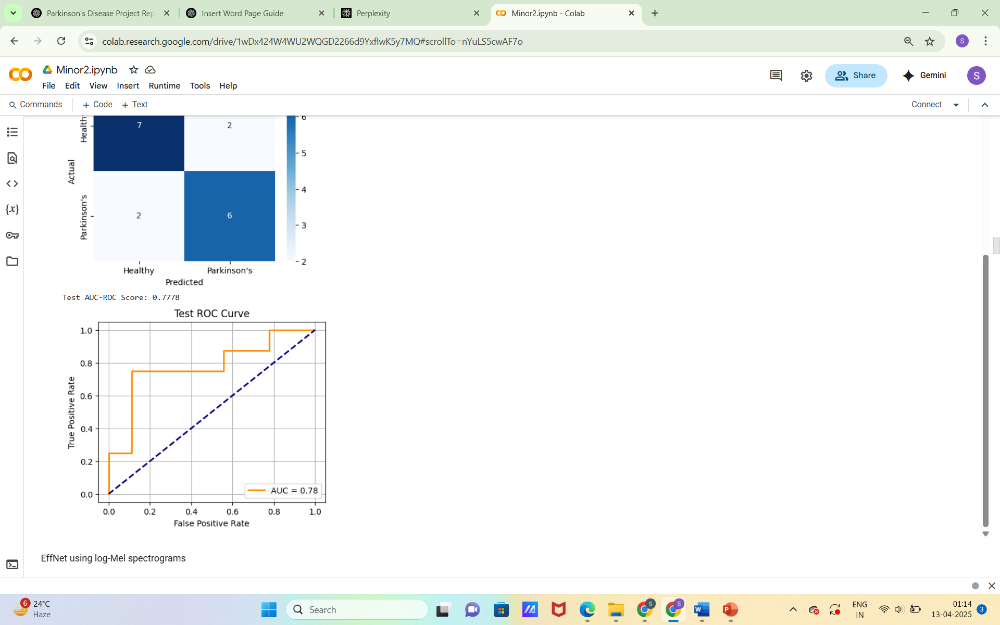 Parkinson's Disease Project Rep
Insert Word Page Guide
Perplexity
Minor2.ipynb - Colab
colab.research.google.com/drive/1wDx424W4WU2WQGD2266d9YxfIwK5y7MQ#scrollTo=nYuLS5cwAF7o
S
Minor2.ipynb
File Edit View Insert Runtime Tools Help
Share
Gemini
S
Commands
+ Code + Text
Connect
Healthy
7 2
6
5
Actual
4
Parkinson's
2 6
3
2
Healthy Parkinson's
Predicted
Test AUC-ROC Score: 0.7778
Test ROC Curve
1.0
0.8
True Positive Rate
0.6
0.4
0.2
0.0
AUC = 0.78
0.0 0.2 0.4 0.6 0.8 1.0
False Positive Rate
EffNet using log-Mel spectrograms
6
24°C
Haze
Search
S
S
ENG
IN
01:14
13-04-2025
3